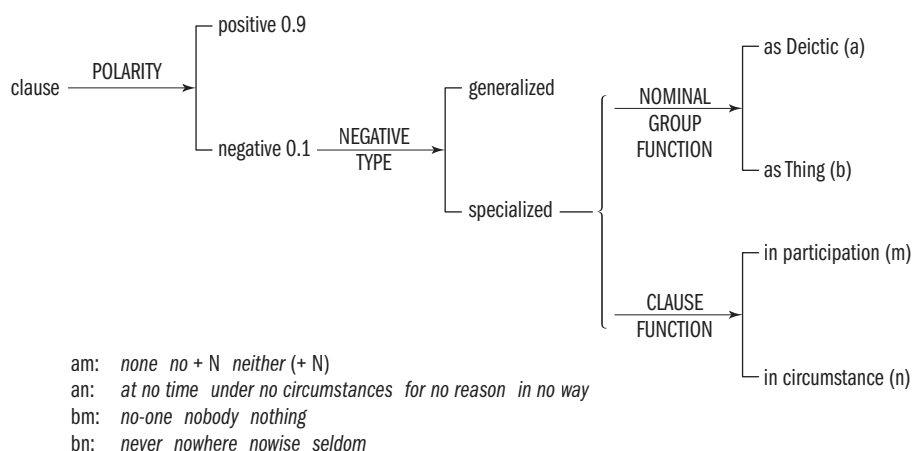 clause
POLARITY
positive 0.9
negative 0.1
NEGATIVE
TYPE
generalized
specialized
NOMINAL
GROUP
FUNCTION
as Deictic (a)
as Thing (b)
CLAUSE
FUNCTION
in participation (m)
in circumstance (n)
am: none no + N neither (+ N)
an: at no time under no circumstances for no reason in no way
bm: no-one nobody nothing
bn: never nowhere nowise seldom